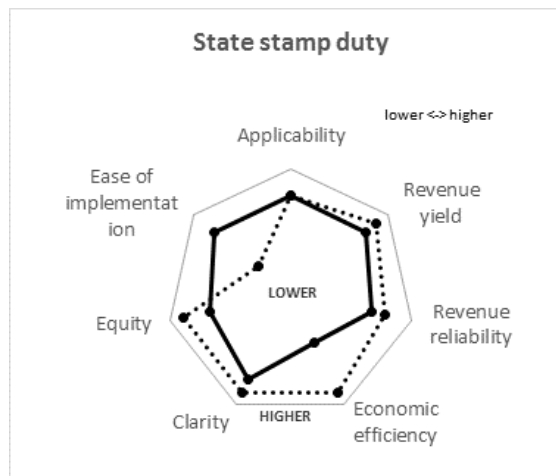 State stamp duty
lower <-> higher
Applicability
Ease of
implementat
ion
Revenue
yield
LOWER
Equity
Revenue
reliability
Clarity
HIGHER
Economic
efficiency